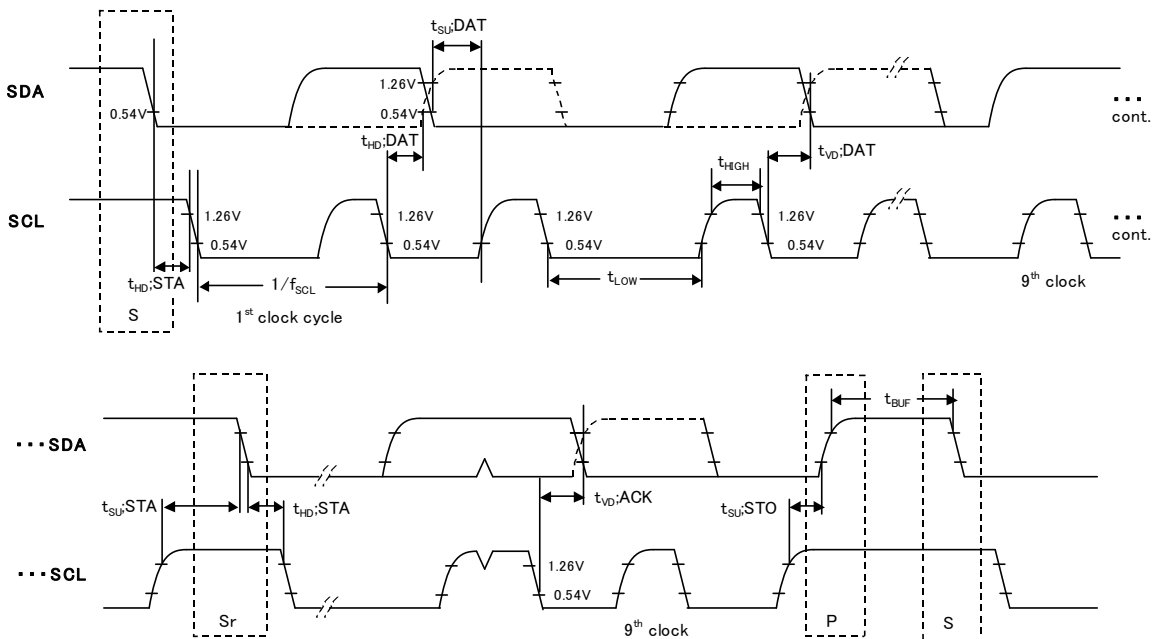 tSU;DAT
SDA
1.26V
0.54V
0.54V
cont.
tHD;DAT
tHIGH
tVD;DAT
SCL
1.26V
1.26V
1.26V
1.26V
0.54V
0.54V
0.54V
0.54V
cont.
tHD;STA
1/fSCL
tLOW
9th clock
S
1st clock cycle
tBUF
SDA
tSU;STA
tHD;STA
tVD;ACK
tSU;STO
SCL
1.26V
0.54V
Sr
9th clock
P
S